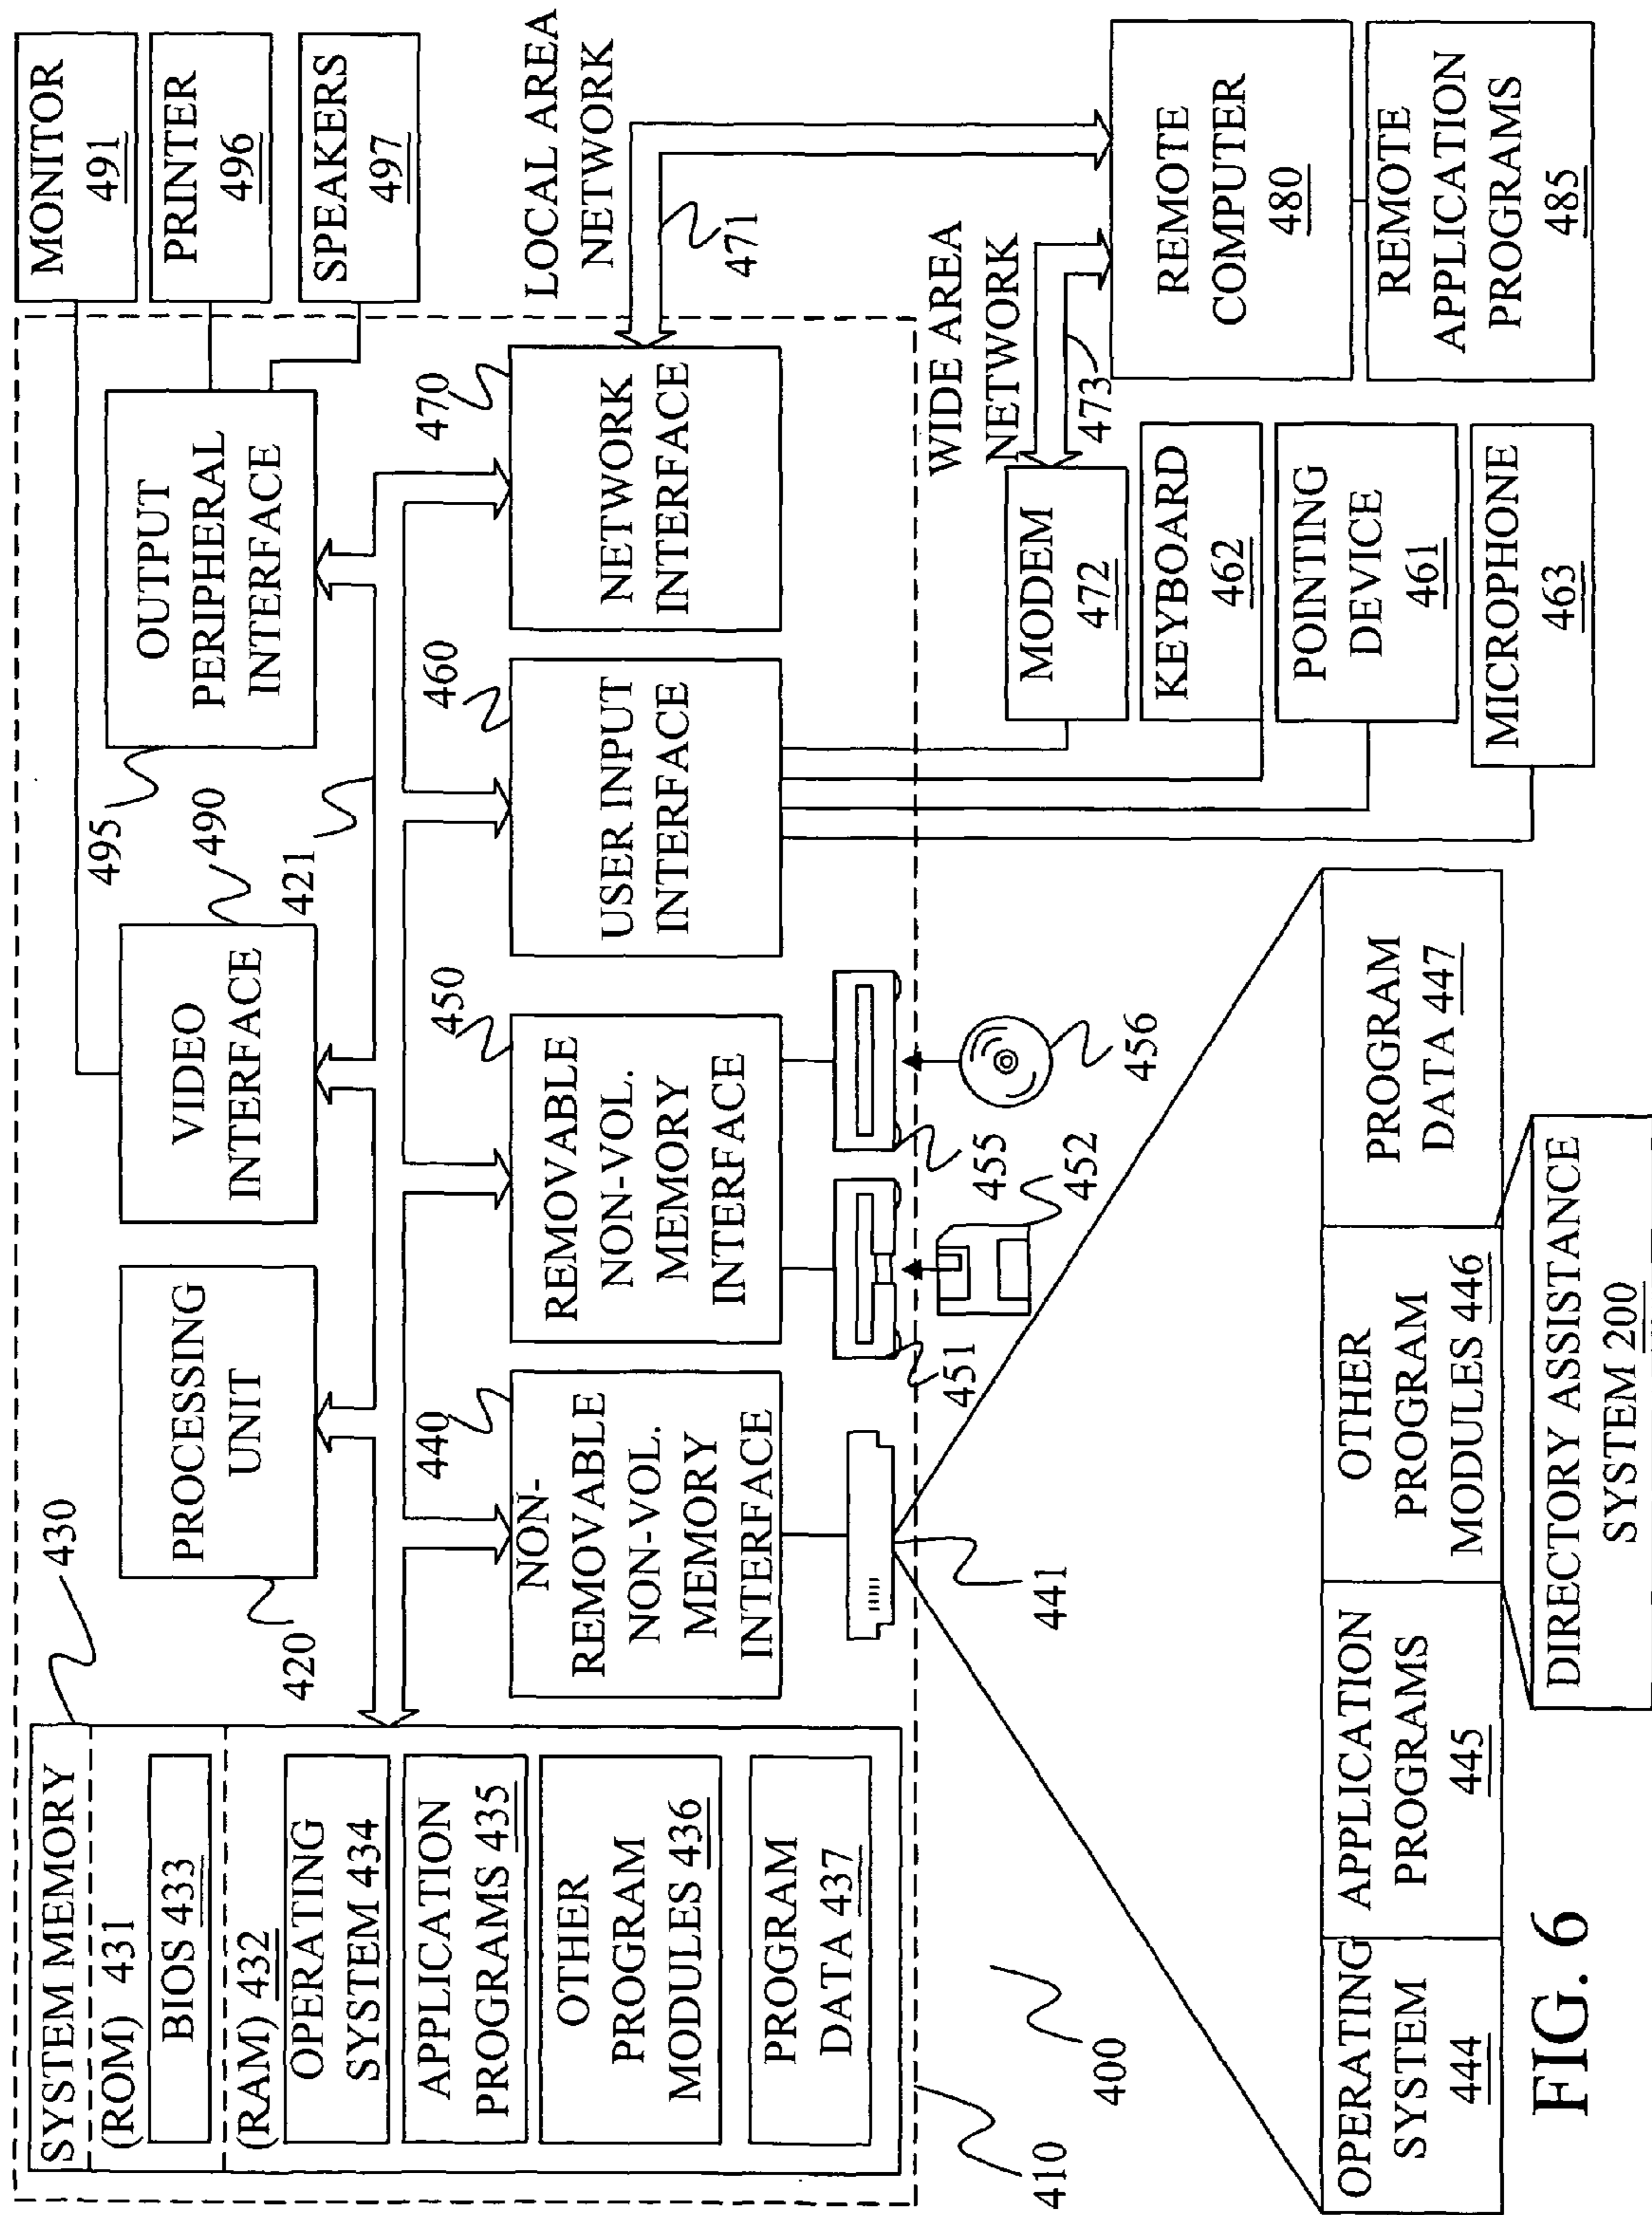 SYSTEM MEMORY
(ROM) 431
BIOS 433
(RAM) 432
OPERATING
SYSTEM 434
APPLICATION
PROGRAMS 435
OTHER
PROGRAM
MODULES 436
PROGRAM
DATA 437
430
PROCESSING
UNIT
420
VIDEO
INTERFACE
490
421
OUTPUT
PERIPHERAL
INTERFACE
495
MONITOR
491
PRINTER
496
SPEAKERS
497
NON-
REMOVABLE
NON-VOL.
MEMORY
INTERFACE
440
REMOVABLE
NON-VOL.
MEMORY
INTERFACE
450
USER INPUT
INTERFACE
460
NETWORK
INTERFACE
470
LOCAL AREA
NETWORK
471
441
451
452
455
456
WIDE AREA
NETWORK
473
MODEM
472
KEYBOARD
462
POINTING
DEVICE
461
MICROPHONE
463
REMOTE
COMPUTER
480
REMOTE
APPLICATION
PROGRAMS
485
410
400
OPERATING
SYSTEM
444
APPLICATION
PROGRAMS
445
OTHER
PROGRAM
MODULES 446
PROGRAM
DATA 447
DIRECTORY ASSISTANCE
SYSTEM 200
FIG. 6